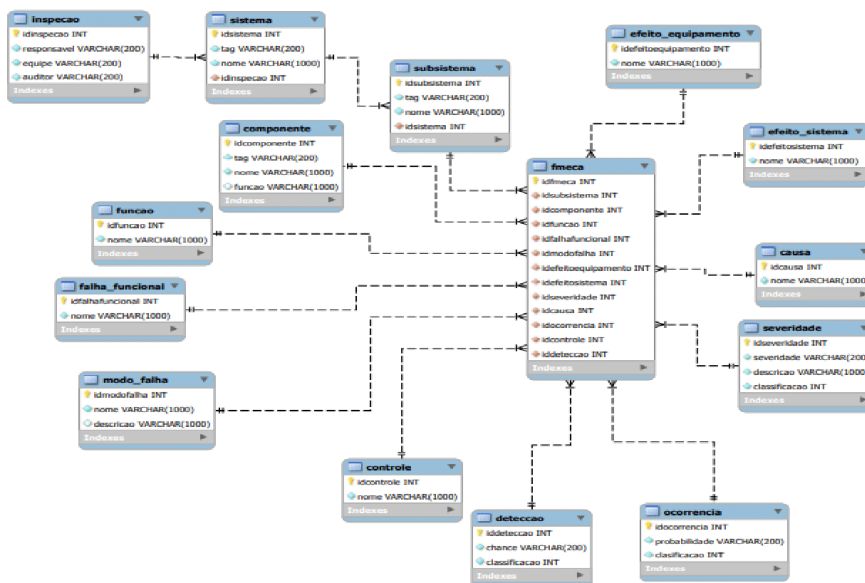 inspecao
idinspecao INT
responsavel VARCHAR(200)
equipe VARCHAR(200)
auditor VARCHAR(200)
Indexes
sistema
idsistema INT
tag VARCHAR(200)
nome VARCHAR(1000)
idinspecao INT
Indexes
subsistema
idsubsistema INT
tag VARCHAR(200)
nome VARCHAR(1000)
idsistema INT
Indexes
efeito_equipamento
idefeitoequipamento INT
nome VARCHAR(1000)
Indexes
componente
idcomponente INT
tag VARCHAR(200)
nome VARCHAR(1000)
funcao VARCHAR(1000)
Indexes
efeito_sistema
idefeitosistema INT
nome VARCHAR(1000)
Indexes
fmeca
idfmeca INT
idsubsistema INT
idcomponente INT
idfuncao INT
idfalhafuncional INT
idmodofalha INT
idefeitoequipamento INT
idefeitosistema INT
idseveridade INT
idcausa INT
idocorrencia INT
idcontrole INT
iddeteccao INT
Indexes
funcao
idfuncao INT
nome VARCHAR(1000)
Indexes
falha_funcional
idfalhafuncional INT
nome VARCHAR(1000)
Indexes
causa
idcausa INT
nome VARCHAR(1000
Indexes
severidade
idseveridade INT
severidade VARCHAR(200
descricao VARCHAR(1000
classificacao INT
Indexes
modo_falha
idmodofalha INT
nome VARCHAR(1000)
descricao VARCHAR(1000)
Indexes
controle
idcontrole INT
nome VARCHAR(1000)
Indexes
deteccao
iddeteccao INT
chance VARCHAR(200)
classificacao INT
Indexes
ocorrencia
idocorrencia INT
probabilidade VARCHAR(200)
clasificacao INT
Indexes